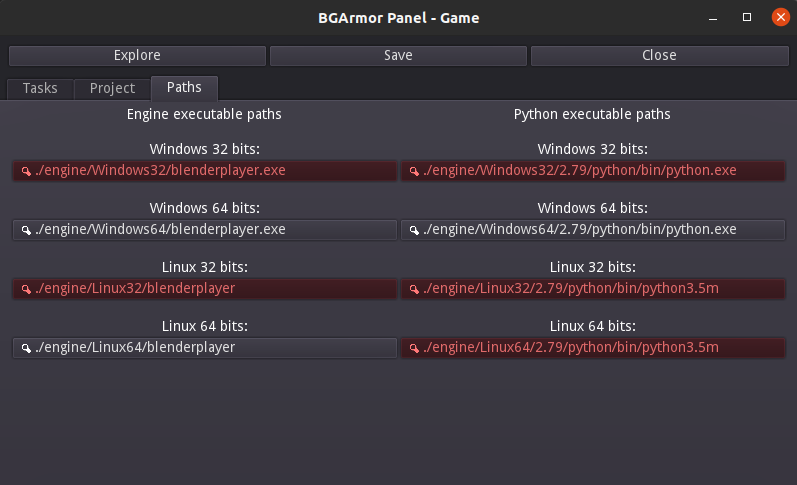 BGArmor Panel - Game
Explore Save Close
Tasks Project Paths
Engine executable paths Python executable paths
Windows 32 bits: Windows 32 bits:
./engine/Windows32/blenderplayer.exe ./engine/Windows32/2.79/python/bin/python.exe
Windows 64 bits: Windows 64 bits:
./engine/Windows64/blenderplayer.exe ./engine/Windows64/2.79/python/bin/python.exe
Linux 32 bits: Linux 32 bits:
./engine/Linux32/blenderplayer ./engine/Linux32/2.79/python/bin/python3.5m
Linux 64 bits: Linux 64 bits:
./engine/Linux64/blenderplayer ./engine/Linux64/2.79/python/bin/python3.5m